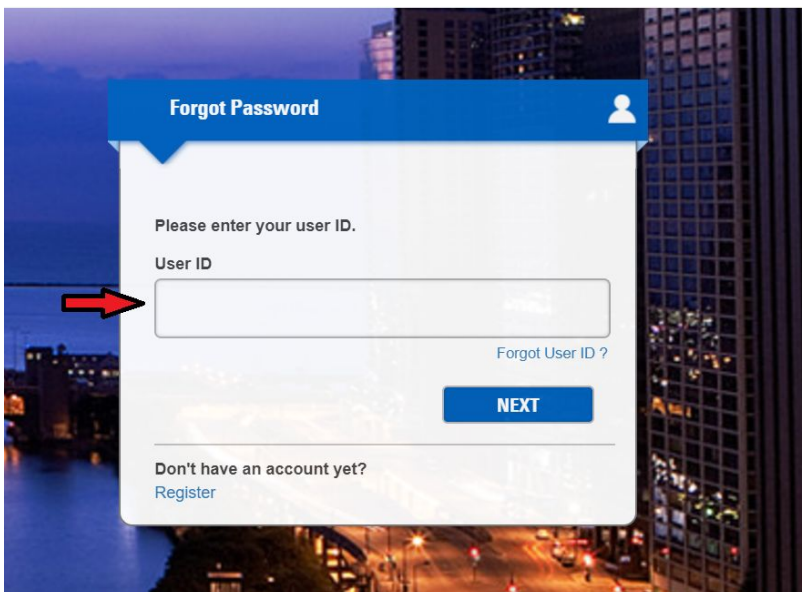 Forgot Password
Please enter your user ID.
User ID
Forgot User ID ?
NEXT
Don't have an account yet?
Register